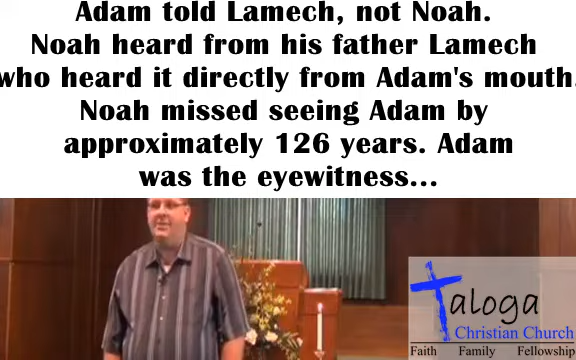 Adam told Lamech, not Noah.
Noah heard from his father Lamech
who heard it directly from Adam's mouth.
Noah missed seeing Adam by
approximately 126 years. Adam
was the eyewitness...
Taloga
Christian Church
Faith Family Fellowship